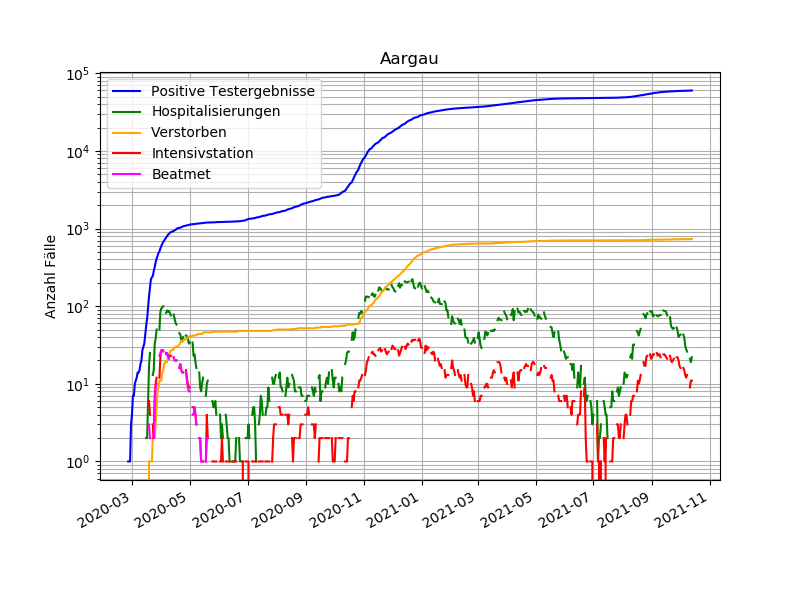 Aargau
Anzahl Fälle
10^5
10^4
10^3
10^2
10^1
10^0
Positive Testergebnisse
Hospitalisierungen
Verstorben
Intensivstation
Beatmet
2020-03
2020-05
2020-07
2020-09
2020-11
2021-01
2021-03
2021-05
2021-07
2021-09
2021-11